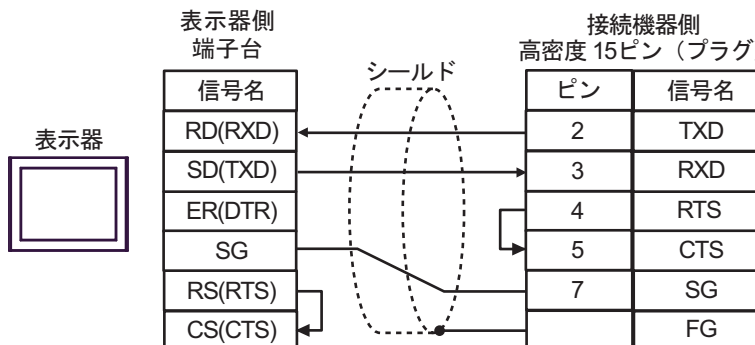 表示器側
端子台
接続機器側
高密度 15ピン（プラグ
シールド
信号名
ピン
信号名
表示器
RD(RXD)
2
TXD
SD(TXD)
3
RXD
ER(DTR)
4
RTS
SG
5
CTS
RS(RTS)
7
SG
CS(CTS)
FG